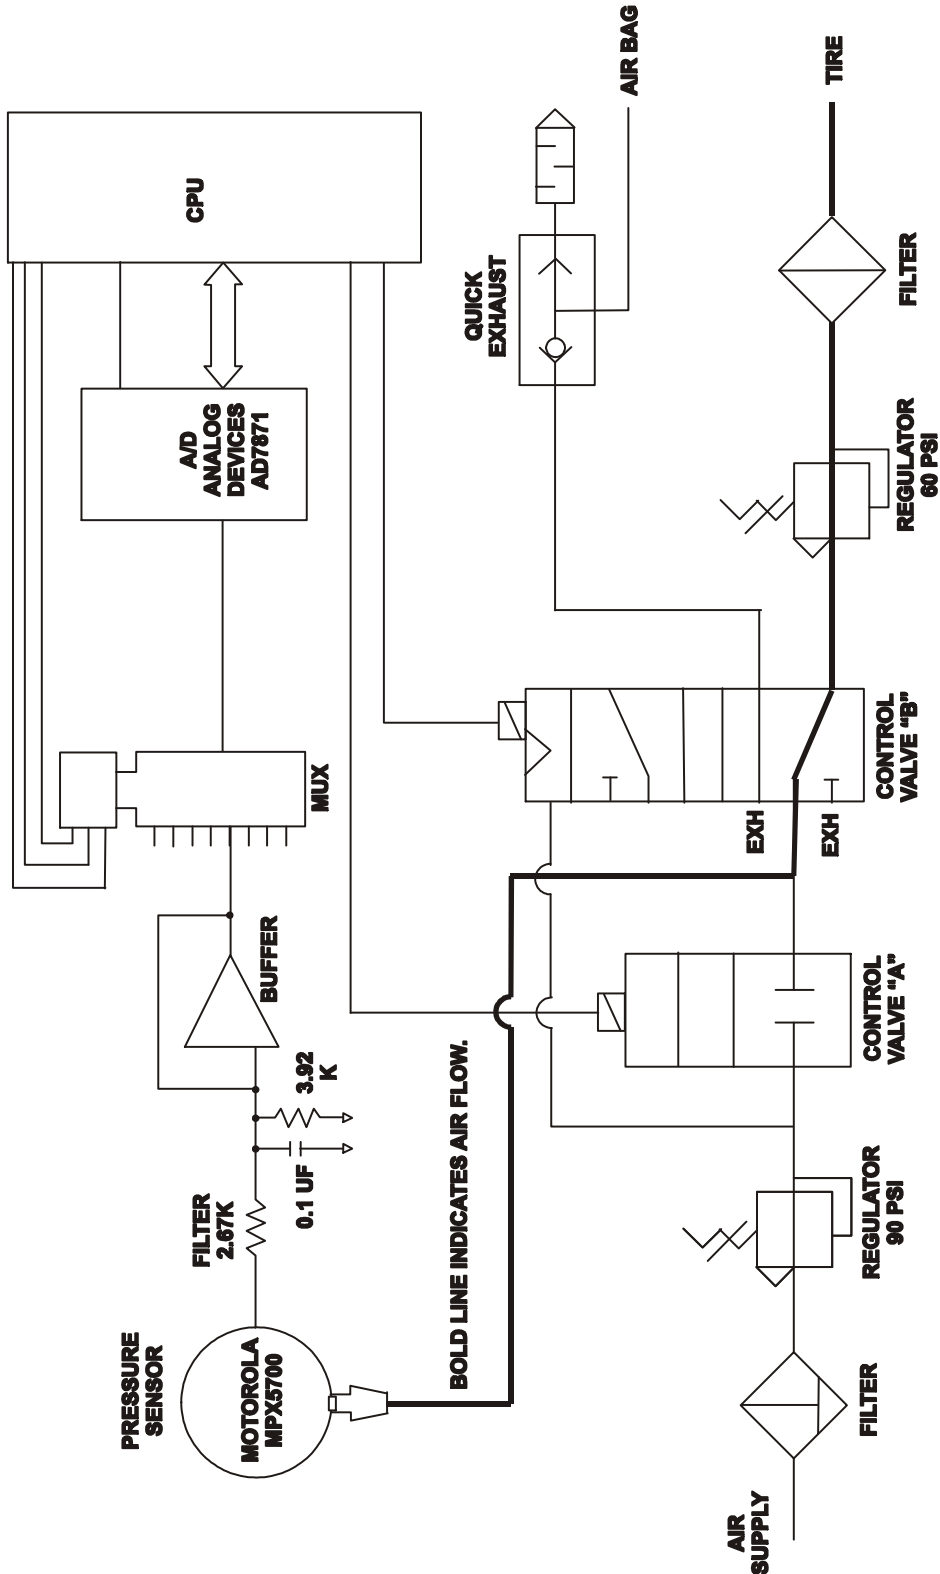 PRESSURE
SENSOR
MOTOROLA
MPX5700
FILTER
2.67K
0.1 UF
3.92
K
BUFFER
MUX
A/D
ANALOG
DEVICES
AD7871
CPU
BOLD LINE INDICATES AIR FLOW.
QUICK
EXHAUST
AIR BAG
AIR
SUPPLY
FILTER
REGULATOR
90 PSI
CONTROL
VALVE “A”
EXH
EXH
CONTROL
VALVE “B”
REGULATOR
60 PSI
FILTER
TIRE